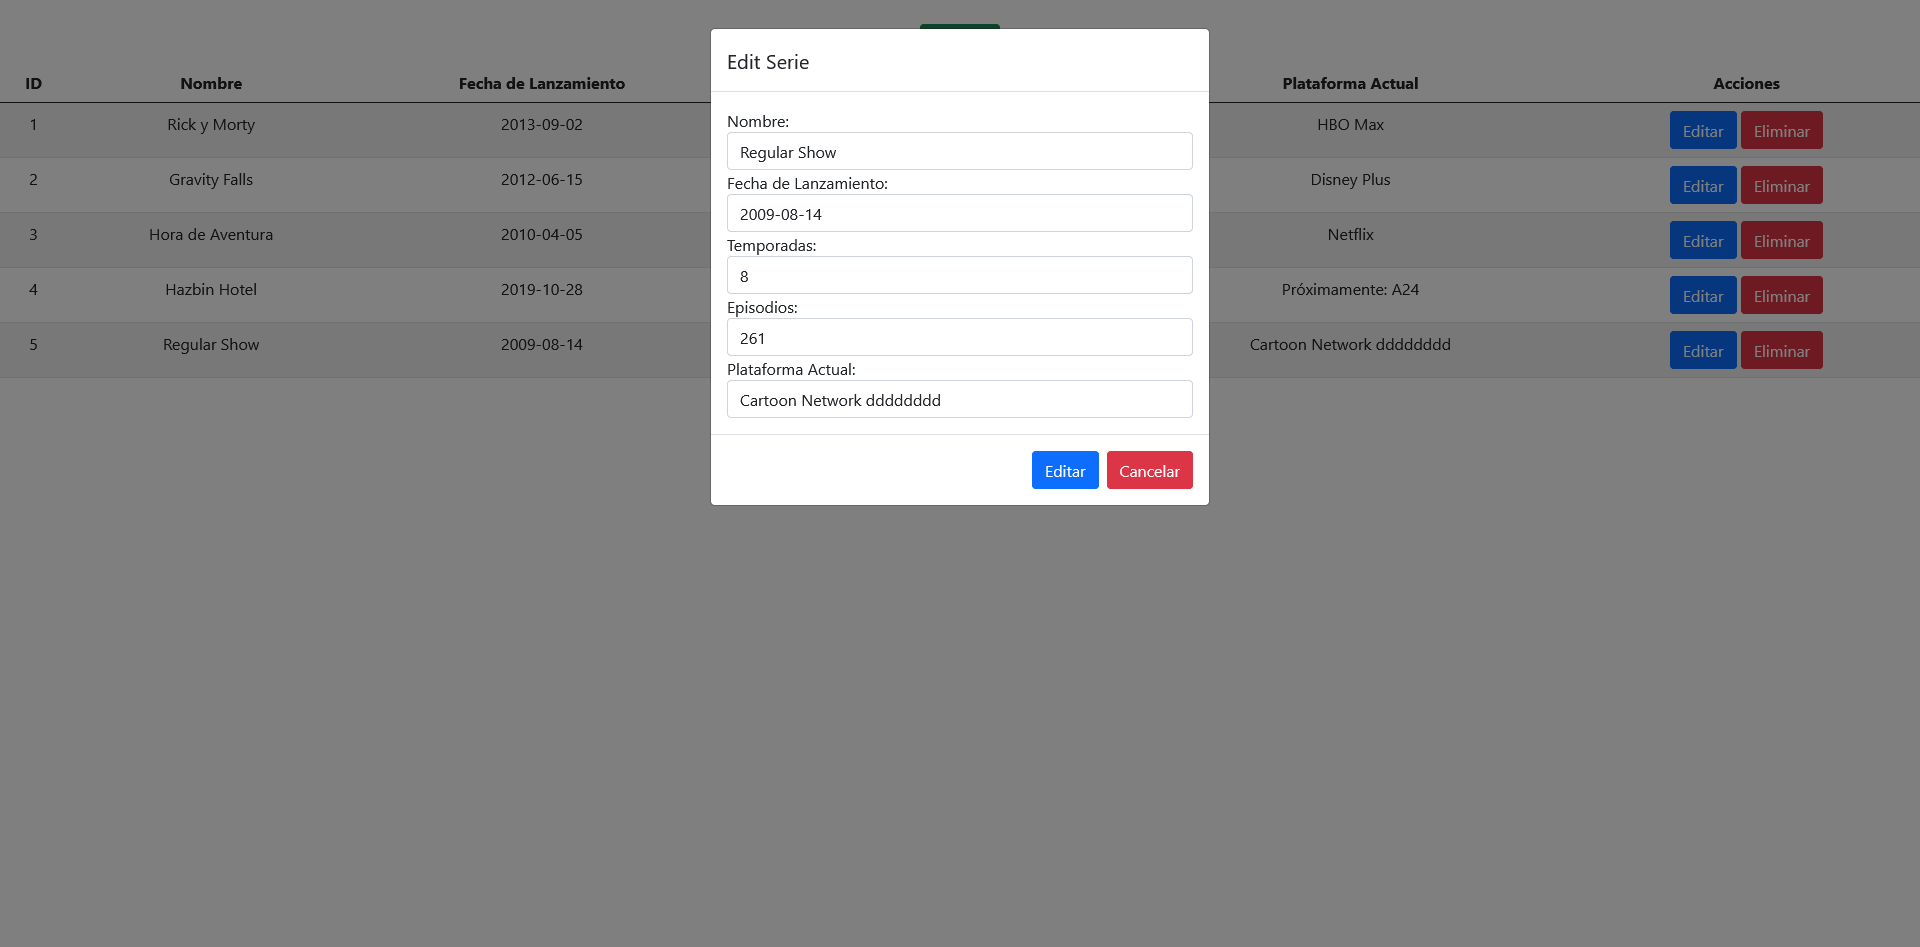 Edit Serie
ID Nombre Fecha de Lanzamiento Plataforma Actual Acciones
1 Rick y Morty 2013-09-02 HBO Max Editar Eliminar
2 Gravity Falls 2012-06-15 Disney Plus Editar Eliminar
3 Hora de Aventura 2010-04-05 Netflix Editar Eliminar
4 Hazbin Hotel 2019-10-28 Próximamente: A24 Editar Eliminar
5 Regular Show 2009-08-14 Cartoon Network dddddddd Editar Eliminar
Nombre:
Regular Show
Fecha de Lanzamiento:
2009-08-14
Temporadas:
8
Episodios:
261
Plataforma Actual:
Cartoon Network dddddddd
Editar Cancelar